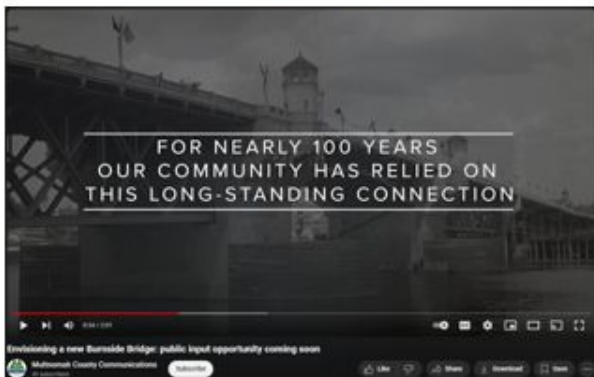 FOR NEARLY 100 YEARS
OUR COMMUNITY HAS RELIED ON
THIS LONG-STANDING CONNECTION
Envisioning a new Burnside Bridge: public input opportunity coming soon
Multnomah County Communications
Subscribe
Like
Share
Download
Save